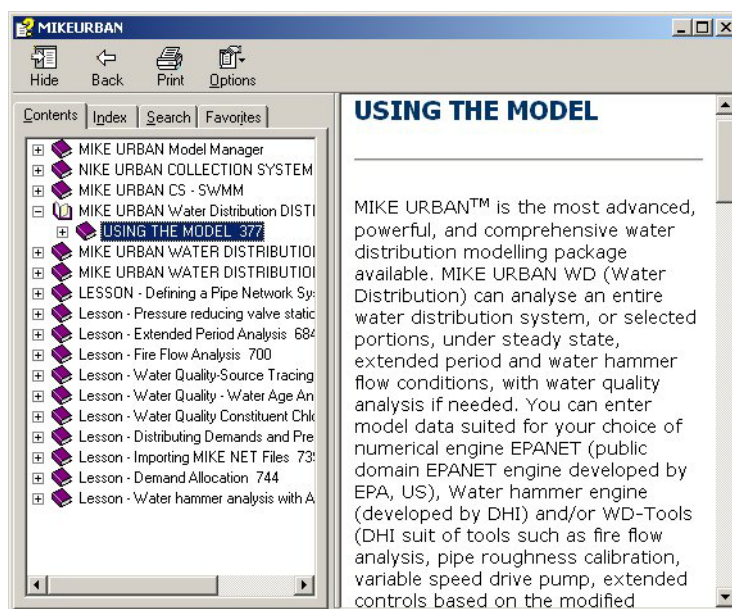 MIKEURBAN
Hide Back Print Options
Contents Index Search Favorites
MIKE URBAN Model Manager
NIKE URBAN COLLECTION SYSTEM
MIKE URBAN CS - SWMM
MIKE URBAN Water Distribution DISTI
USING THE MODEL 377
MIKE URBAN WATER DISTRIBUTIO
MIKE URBAN WATER DISTRIBUTIO
LESSON - Defining a Pipe Network Sy
Lesson - Pressure reducing valve static
Lesson - Extended Period Analysis 684
Lesson - Fire Flow Analysis 700
Lesson - Water Quality-Source Tracing
Lesson - Water Quality - Water Age An
Lesson - Water Quality Constituent Chlo
Lesson - Distributing Demands and Pre
Lesson - Importing MIKE NET Files 73
Lesson - Demand Allocation 744
Lesson - Water hammer analysis with A
USING THE MODEL
MIKE URBAN™ is the most advanced,
powerful, and comprehensive water
distribution modelling package
available. MIKE URBAN WD (Water
Distribution) can analyse an entire
water distribution system, or selected
portions, under steady state,
extended period and water hammer
flow conditions, with water quality
analysis if needed. You can enter
model data suited for your choice of
numerical engine EPANET (public
domain EPANET engine developed by
EPA, US), Water hammer engine
(developed by DHI) and/or WD-Tools
(DHI suit of tools such as fire flow
analysis, pipe roughness calibration,
variable speed drive pump, extended
controls based on the modified